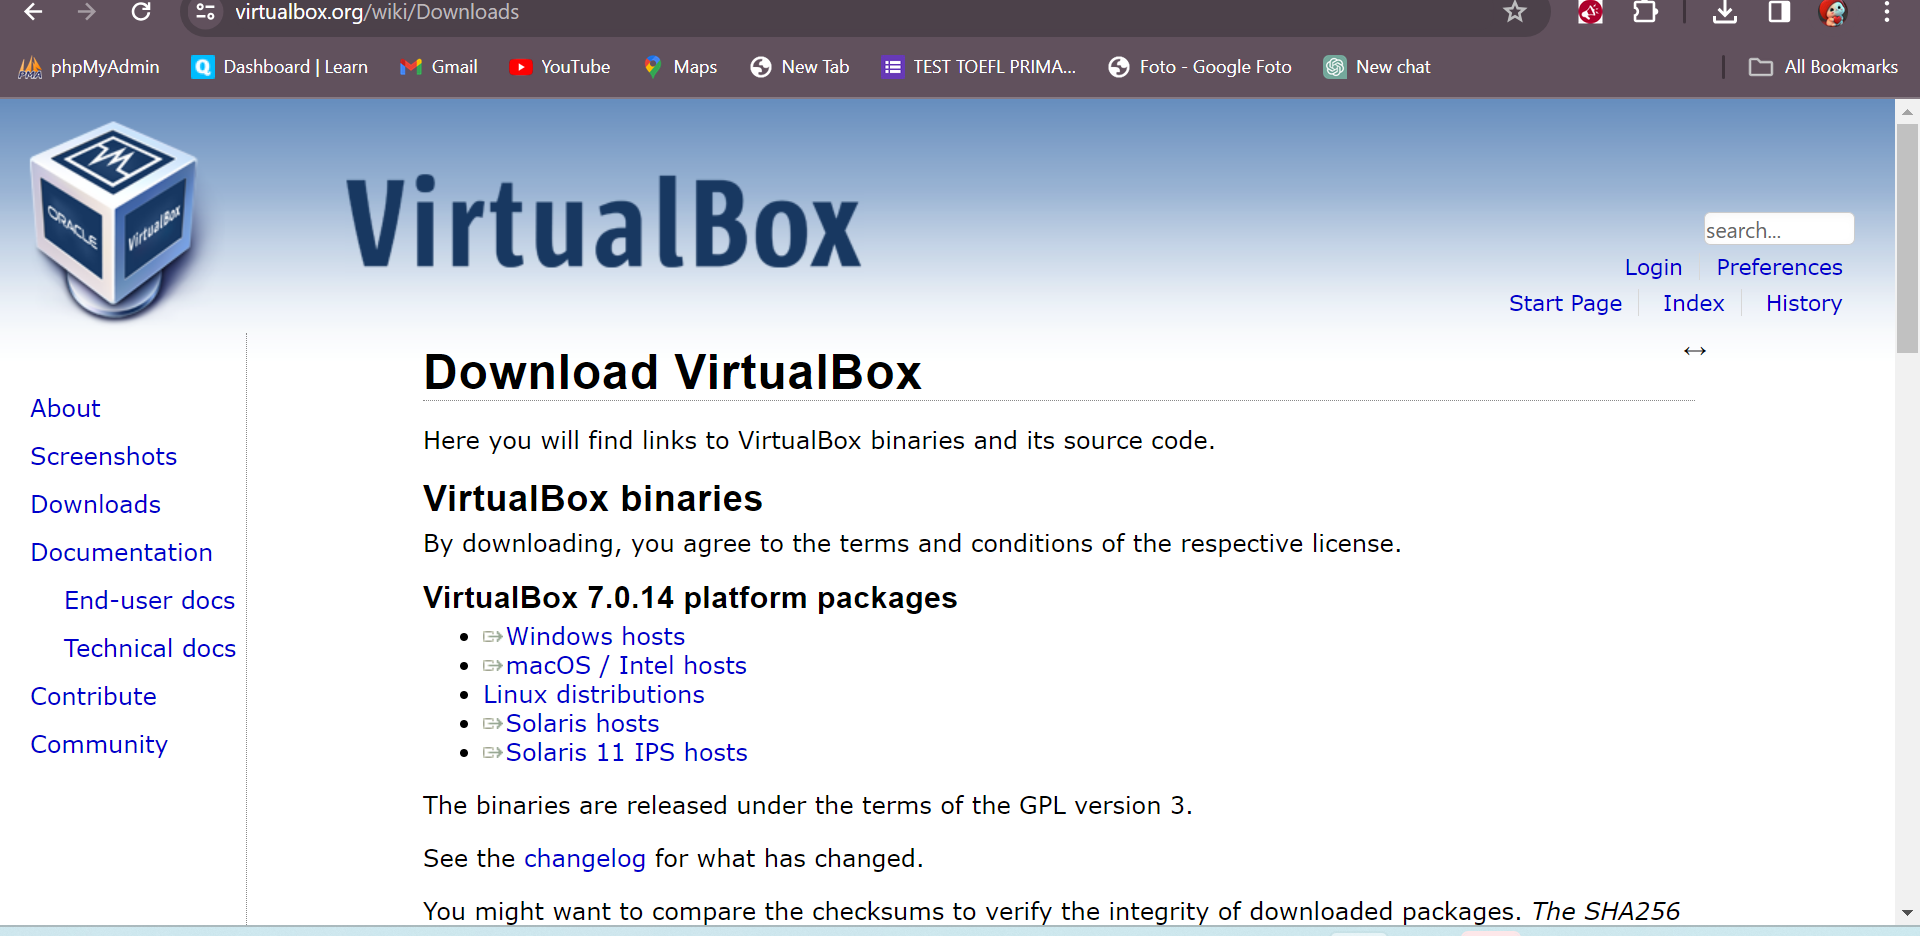 virtualbox.org/wiki/Downloads
phpMyAdmin
Dashboard | Learn
Gmail
YouTube
Maps
New Tab
TEST TOEFL PRIMA...
Foto - Google Foto
New chat
All Bookmarks
ORACLE
VirtualBox
VirtualBox
search...
Login
Preferences
Start Page
Index
History
About
Screenshots
Downloads
Documentation
End-user docs
Technical docs
Contribute
Community
Download VirtualBox
Here you will find links to VirtualBox binaries and its source code.
VirtualBox binaries
By downloading, you agree to the terms and conditions of the respective license.
VirtualBox 7.0.14 platform packages
Windows hosts
macOS / Intel hosts
Linux distributions
Solaris hosts
Solaris 11 IPS hosts
The binaries are released under the terms of the GPL version 3.
See the changelog for what has changed.
You might want to compare the checksums to verify the integrity of downloaded packages. The SHA256